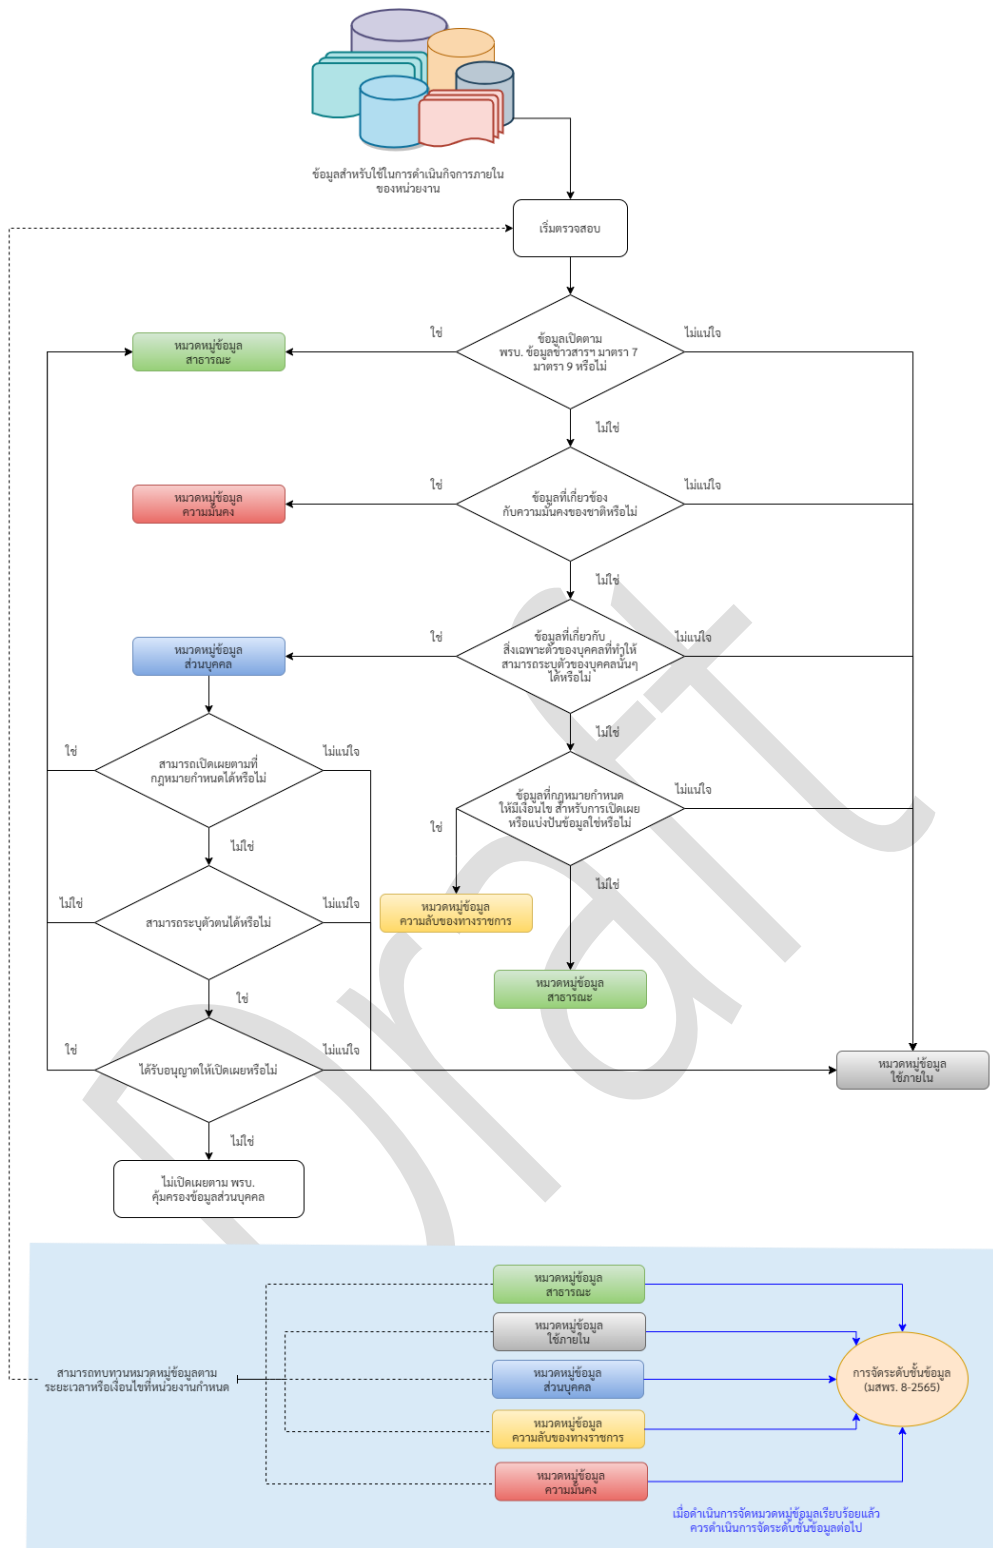 ข้อมูลสำหรับใช้ในการดำเนินกิจการภายใน
ของหน่วยงาน
เริ่มตรวจสอบ
ข้อมูลเปิดตาม
พรบ. ข้อมูลข่าวสารฯ มาตรา 7
มาตรา 9 หรือไม่
ใช่
ไม่แน่ใจ
หมวดหมู่ข้อมูล
สาธารณะ
ไม่ใช่
ข้อมูลที่เกี่ยวข้อง
กับความมั่นคงของชาติหรือไม่
ใช่
ไม่แน่ใจ
หมวดหมู่ข้อมูล
ความมั่นคง
ไม่ใช่
ข้อมูลที่เกี่ยวกับ
สิ่งเฉพาะตัวของบุคคลที่ทำให้
สามารถระบุตัวของบุคคลนั้นๆ
ได้หรือไม่
ใช่
ไม่แน่ใจ
หมวดหมู่ข้อมูล
ส่วนบุคคล
ไม่ใช่
ข้อมูลที่กฎหมายกำหนด
ให้มีเงื่อนไข สำหรับการเปิดเผย
หรือแบ่งปันข้อมูลใช่หรือไม่
ใช่
ไม่แน่ใจ
ไม่ใช่
หมวดหมู่ข้อมูล
ความลับของทางราชการ
หมวดหมู่ข้อมูล
สาธารณะ
สามารถเปิดเผยตามที่
กฎหมายกำหนดได้หรือไม่
ใช่
ไม่แน่ใจ
ไม่ใช่
สามารถระบุตัวตนได้หรือไม่
ไม่ใช่
ไม่แน่ใจ
ใช่
ได้รับอนุญาตให้เปิดเผยหรือไม่
ใช่
ไม่แน่ใจ
หมวดหมู่ข้อมูล
ใช้ภายใน
ไม่ใช่
ไม่เปิดเผยตาม พรบ.
คุ้มครองข้อมูลส่วนบุคคล
Draft
หมวดหมู่ข้อมูล
สาธารณะ
หมวดหมู่ข้อมูล
ใช้ภายใน
สามารถทบทวนหมวดหมู่ข้อมูลตาม
ระยะเวลาหรือเงื่อนไขที่หน่วยงานกำหนด
หมวดหมู่ข้อมูล
ส่วนบุคคล
การจัดระดับชั้นข้อมูล
(มสพร. 8-2565)
หมวดหมู่ข้อมูล
ความลับของทางราชการ
หมวดหมู่ข้อมูล
ความมั่นคง
เมื่อดำเนินการจัดหมวดหมู่ข้อมูลเรียบร้อยแล้ว
ควรดำเนินการจัดระดับชั้นข้อมูลต่อไป